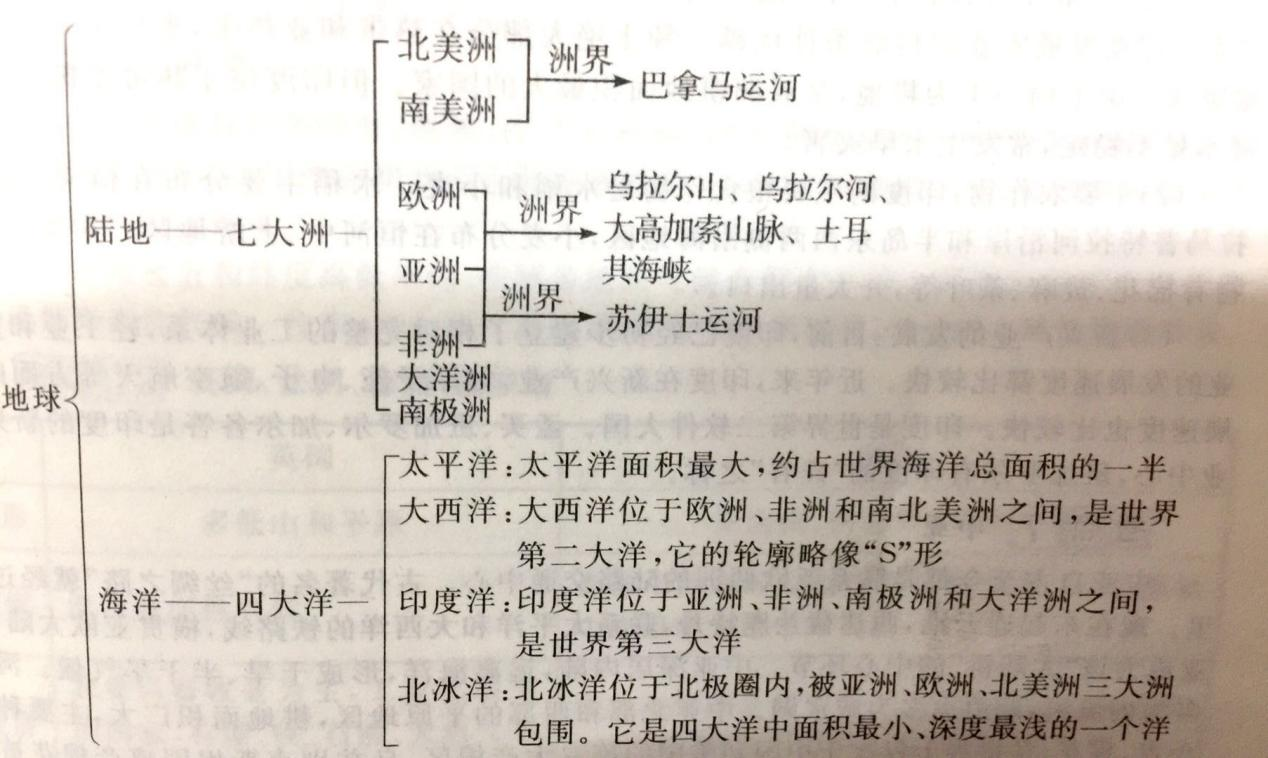 地球
陆地——七大洲
北美洲
南美洲
洲界
巴拿马运河
欧洲
亚洲
非洲
大洋洲
南极洲
洲界
乌拉尔山、乌拉尔河、
大高加索山脉、土耳
其海峡
洲界
苏伊士运河
海洋——四大洋—
太平洋:太平洋面积最大,约占世界海洋总面积的一半
大西洋:大西洋位于欧洲、非洲和南北美洲之间,是世界
第二大洋,它的轮廓略像“S”形
印度洋:印度洋位于亚洲、非洲、南极洲和大洋洲之间,
是世界第三大洋
北冰洋:北冰洋位于北极圈内,被亚洲、欧洲、北美洲三大洲
包围。它是四大洋中面积最小、深度最浅的一个洋